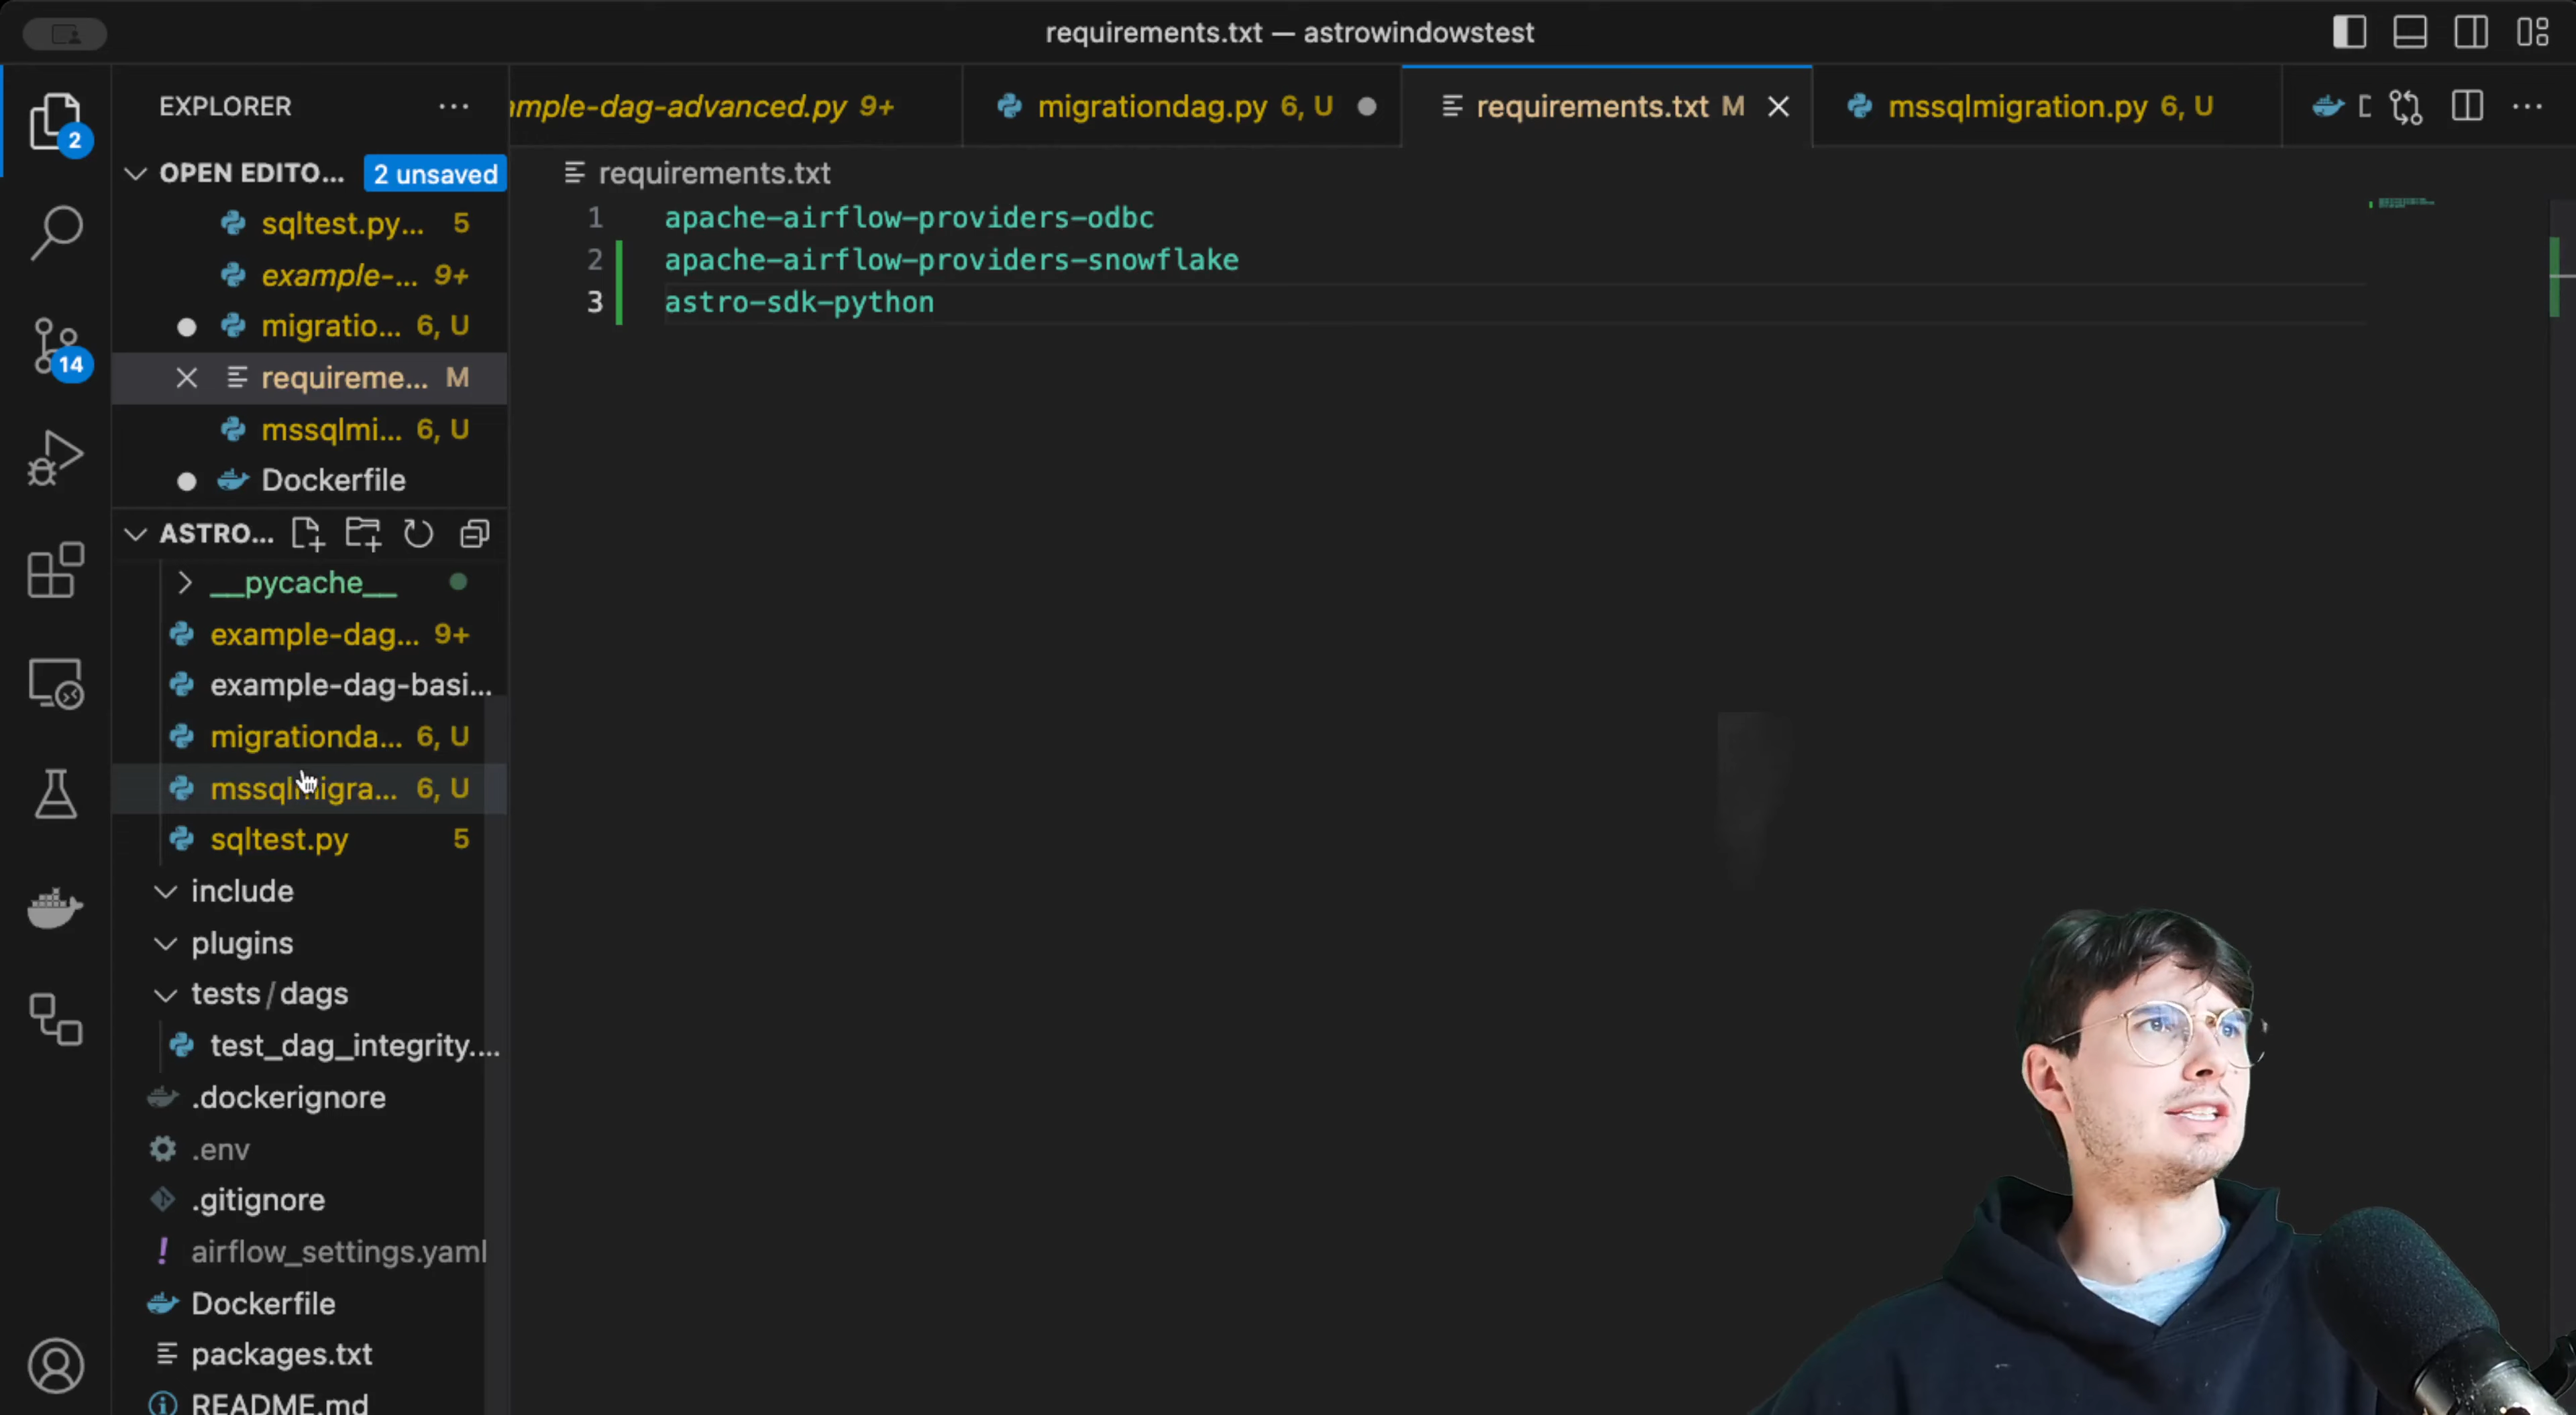 requirements.txt — astrowindowstest
EXPLORER
mple-dag-advanced.py 9+
migrationdag.py 6, U
requirements.txt M
mssqlmigration.py 6, U
2
OPEN EDITO... 2 unsaved
sqltest.py... 5
example-... 9+
migratio... 6, U
requireme... M
mssqlmi... 6, U
Dockerfile
14
requirements.txt
1 apache-airflow-providers-odbc
2 apache-airflow-providers-snowflake
3 astro-sdk-python
ASTRO...
__pycache__
example-dag... 9+
example-dag-basi...
migrationda... 6, U
mssqlmigra... 6, U
sqltest.py 5
include
plugins
tests/dags
test_dag_integrity....
.dockerignore
.env
.gitignore
! airflow_settings.yaml
Dockerfile
packages.txt
README.md